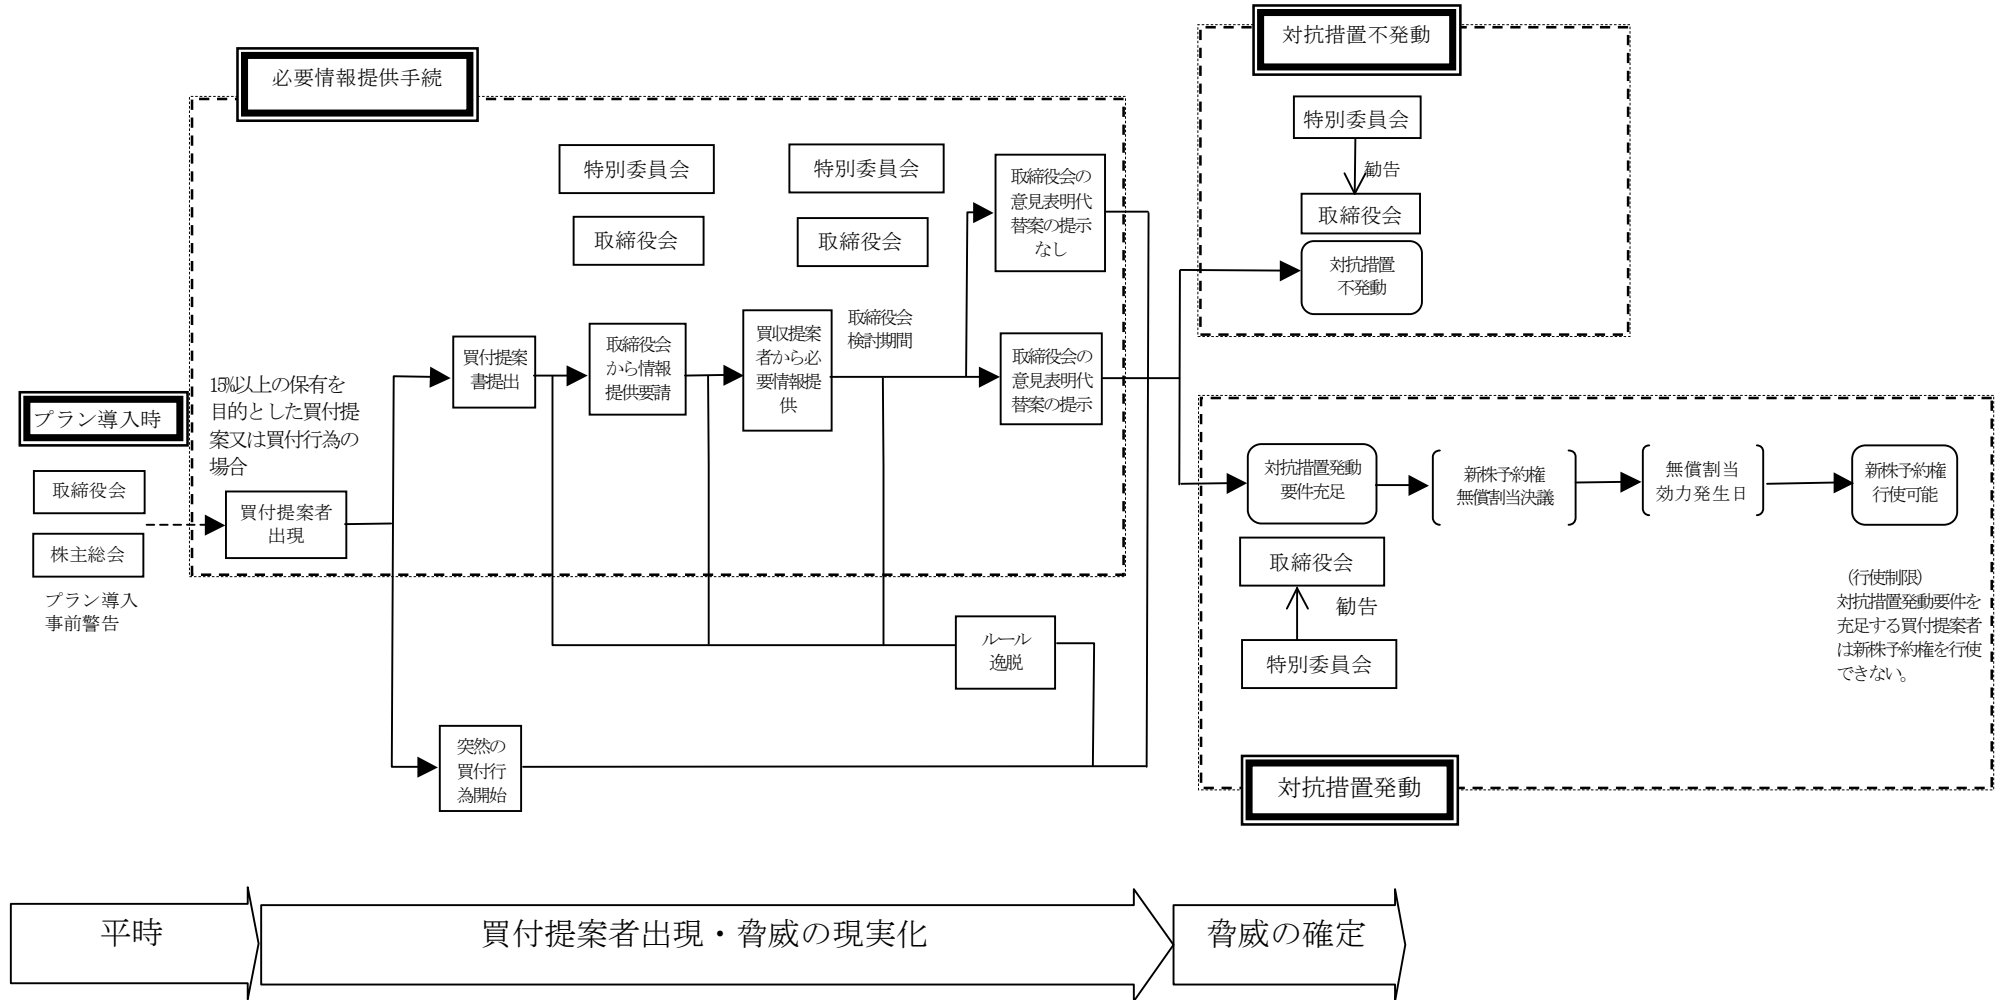 対抗措置不発動
必要情報提供手続
特別委員会
勧告
取締役会
対抗措置
不発動
特別委員会
取締役会
特別委員会
取締役会
取締役会の
意見表明代
替案の提示
なし
プラン導入時
取締役会
株主総会
プラン導入
事前警告
15%以上の保有を
目的とした買付提
案又は買付行為の
場合
買付提案者
出現
買付提案
書提出
取締役会
から情報
提供要請
買収提案
者から必
要情報提
供
取締役会
検討期間
取締役会の
意見表明代
替案の提示
ルール
逸脱
突然の
買付行
為開始
対抗措置発動
要件充足
新株予約権
無償割当決議
無償割当
効力発生日
新株予約権
行使可能
取締役会
勧告
特別委員会
(行使制限)
対抗措置発動要件を
充足する買付提案者
は新株予約権を行使
できない。
対抗措置発動
平時
買付提案者出現・脅威の現実化
脅威の確定